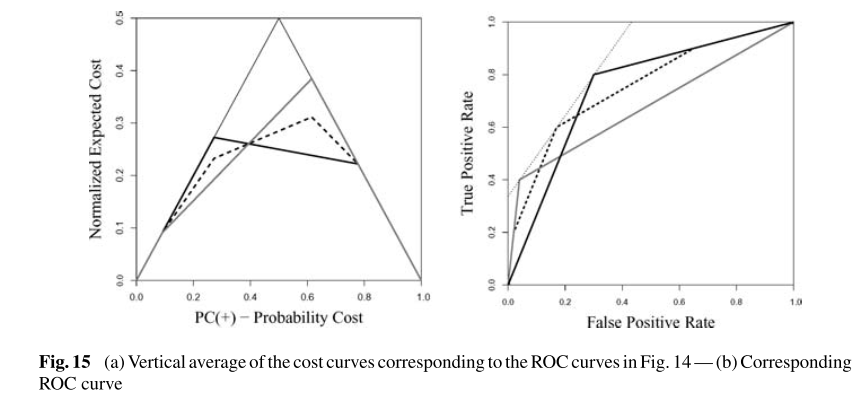 0.5
0.4
0.3
0.2
0.1
0.0
Normalized Expected Cost
0.0 0.2 0.4 0.6 0.8 1.0
PC(+) − Probability Cost
1.0
0.8
0.6
0.4
0.2
0.0
True Positive Rate
0.0 0.2 0.4 0.6 0.8 1.0
False Positive Rate
Fig. 15 (a) Vertical average of the cost curves corresponding to the ROC curves in Fig. 14 — (b) Corresponding
ROC curve